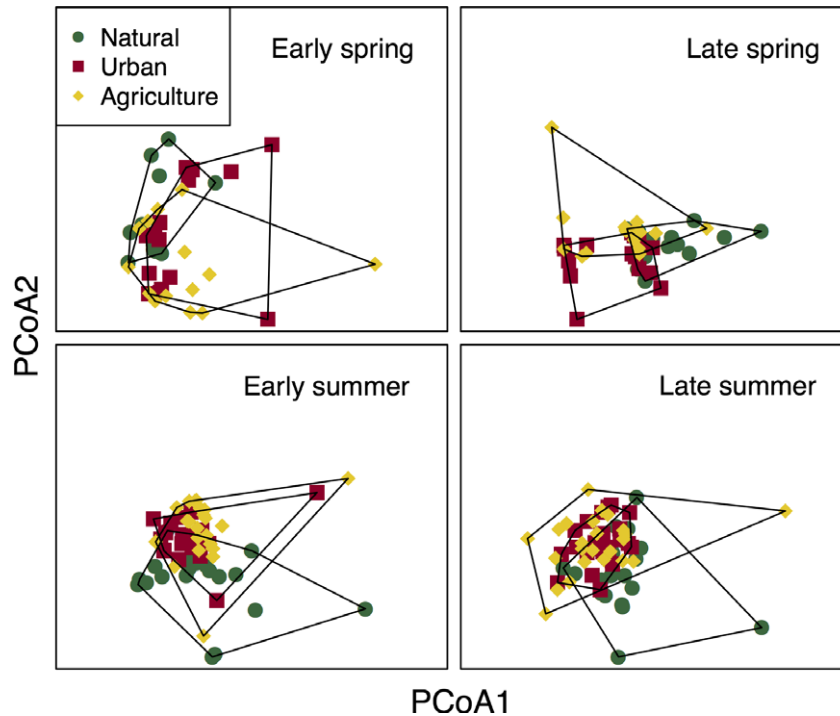 Natural
Urban
Agriculture
Early spring
Late spring
Early summer
Late summer
PCoA2
PCoA1